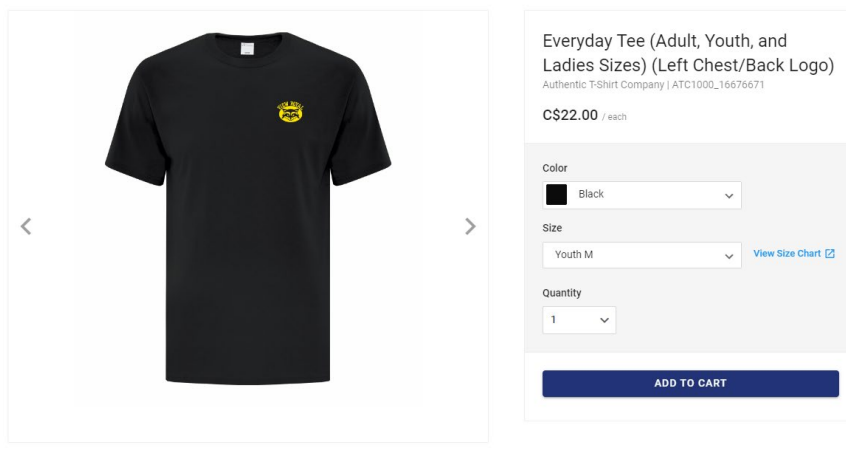 Everyday Tee (Adult, Youth, and
Ladies Sizes) (Left Chest/Back Logo)
Authentic T-Shirt Company | ATC1000_16676671
C$22.00 / each
Color
Black
Size
Youth M
View Size Chart
Quantity
1
ADD TO CART